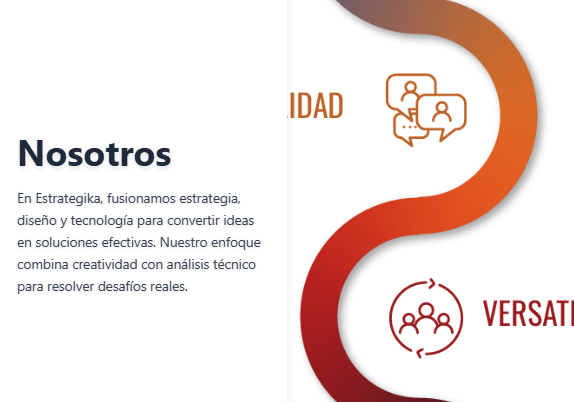 Nosotros
En Estrategika, fusionamos estrategia,
diseño y tecnología para convertir ideas
en soluciones efectivas. Nuestro enfoque
combina creatividad con análisis técnico
para resolver desafíos reales.
IDAD
VERSATI